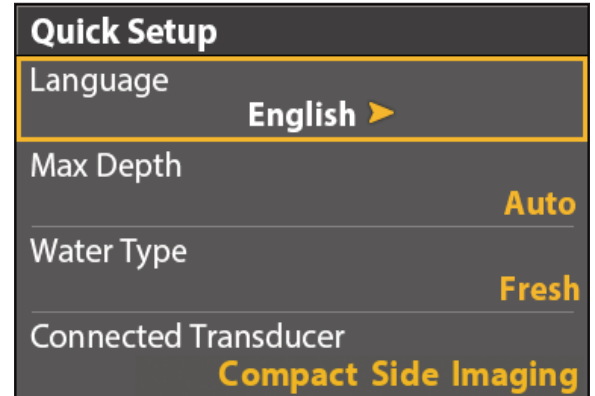 Quick Setup
Language
English
Max Depth
Auto
Water Type
Fresh
Connected Transducer
Compact Side Imaging